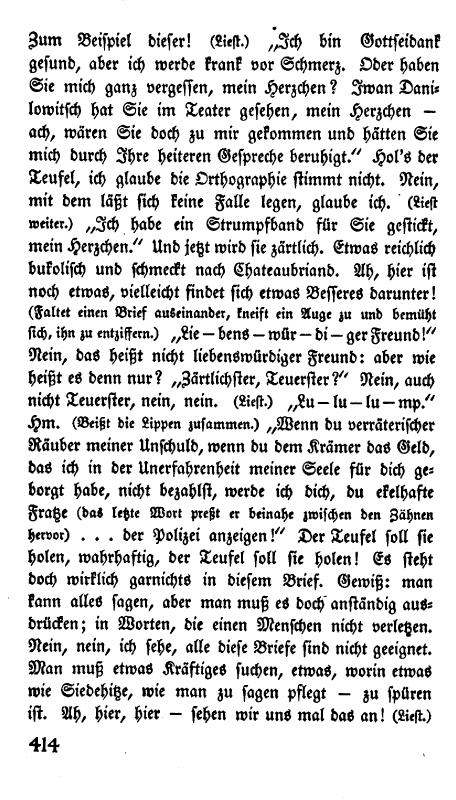 Zum Beispiel dieser! (Liest.) „Ich bin Gottseidank
gesund, aber ich werde krank vor Schmerz. Oder haben
Sie mich ganz vergessen, mein Herzchen? Iwan Dani-
lowitsch hat Sie im Teater gesehen, mein Herzchen —
ach, wären Sie doch zu mir gekommen und hätten Sie
mich durch Ihre heiteren Gespreche beruhigt.“ Hol's der
Teufel, ich glaube die Orthographie stimmt nicht. Nein,
mit dem läßt sich keine Falle legen, glaube ich. (Liest
weiter.) „Ich habe ein Strumpfband für Sie gestickt,
mein Herzchen.“ Und jetzt wird sie zärtlich. Etwas reichlich
bukolisch und schmeckt nach Chateaubriand. Ah, hier ist
noch etwas, vielleicht findet sich etwas Besseres darunter!
(Faltet einen Brief auseinander, kneift ein Auge zu und bemüht
sich, ihn zu entziffern.) „Lie — bens — wür — di — ger Freund!“
Nein, das heißt nicht liebenswürdiger Freund: aber wie
heißt es denn nur? „Zärtlichster, Teuerster?“ Nein, auch
nicht Teuerster, nein, nein. (Liest.) „Lu — lu — lu — mp.“
Hm. (Beißt die Lippen zusammen.) „Wenn du verräterischer
Räuber meiner Unschuld, wenn du dem Krämer das Geld,
das ich in der Unerfahrenheit meiner Seele für dich ge-
borgt habe, nicht bezahlst, werde ich dich, du ekelhafte
Fratze (das letzte Wort preßt er beinahe zwischen den Zähnen
hervor) . . . der Polizei anzeigen!“ Der Teufel soll sie
holen, wahrhaftig, der Teufel soll sie holen! Es steht
doch wirklich garnichts in diesem Brief. Gewiß: man
kann alles sagen, aber man muß es doch anständig aus-
drücken; in Worten, die einen Menschen nicht verletzen.
Nein, nein, ich sehe, alle diese Briefe sind nicht geeignet.
Man muß etwas Kräftiges suchen, etwas, worin etwas
wie Siedehitze, wie man zu sagen pflegt — zu spüren
ist. Ah, hier, hier — sehen wir uns mal das an! (Liest.)
414